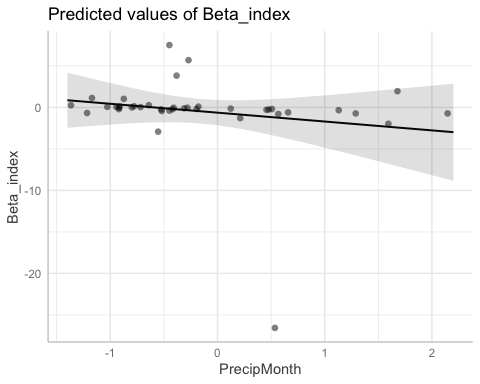 Predicted values of Beta_index
0
-10
-20
Beta_index
-1
0
1
2
PrecipMonth